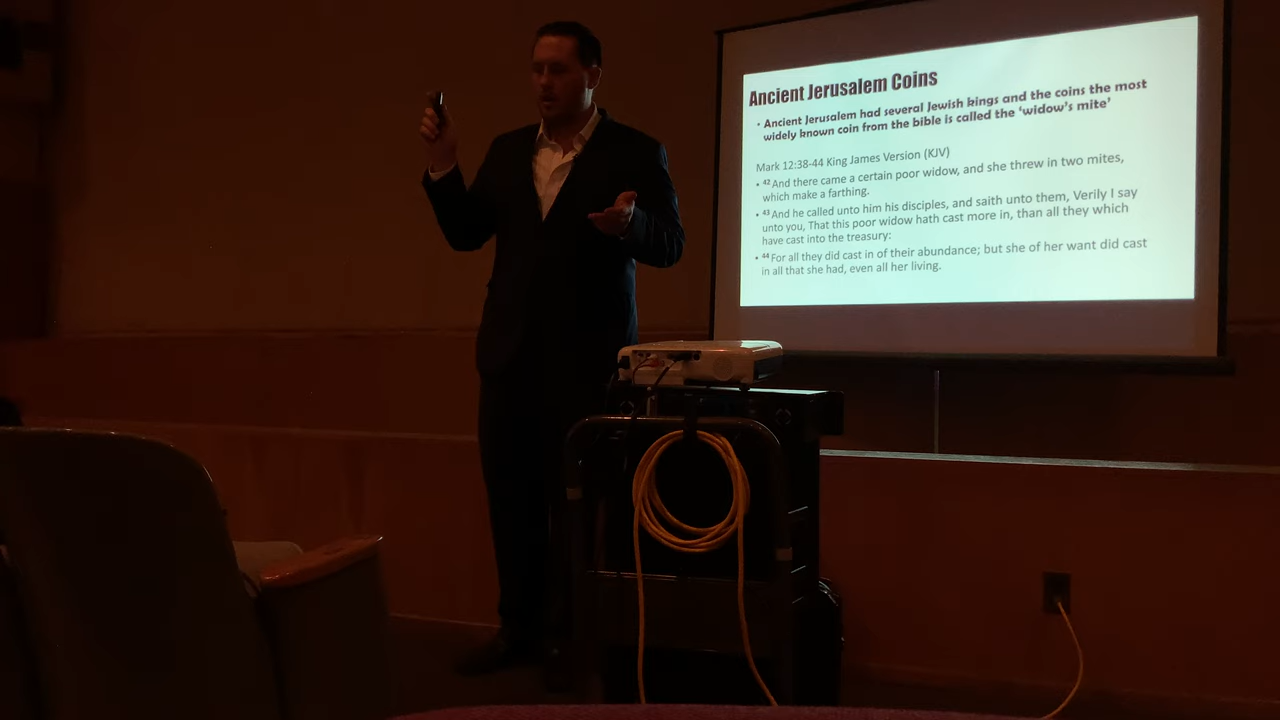 Ancient Jerusalem Coins
• Ancient Jerusalem had several Jewish kings and the coins the most
widely known coin from the bible is called the ‘widow’s mite’
Mark 12:38-44 King James Version (KJV)
• 42 And there came a certain poor widow, and she threw in two mites,
which make a farthing.
• 43 And he called unto him his disciples, and saith unto them, Verily I say
unto you, That this poor widow hath cast more in, than all they which
have cast into the treasury:
• 44 For all they did cast in of their abundance; but she of her want did cast
in all that she had, even all her living.